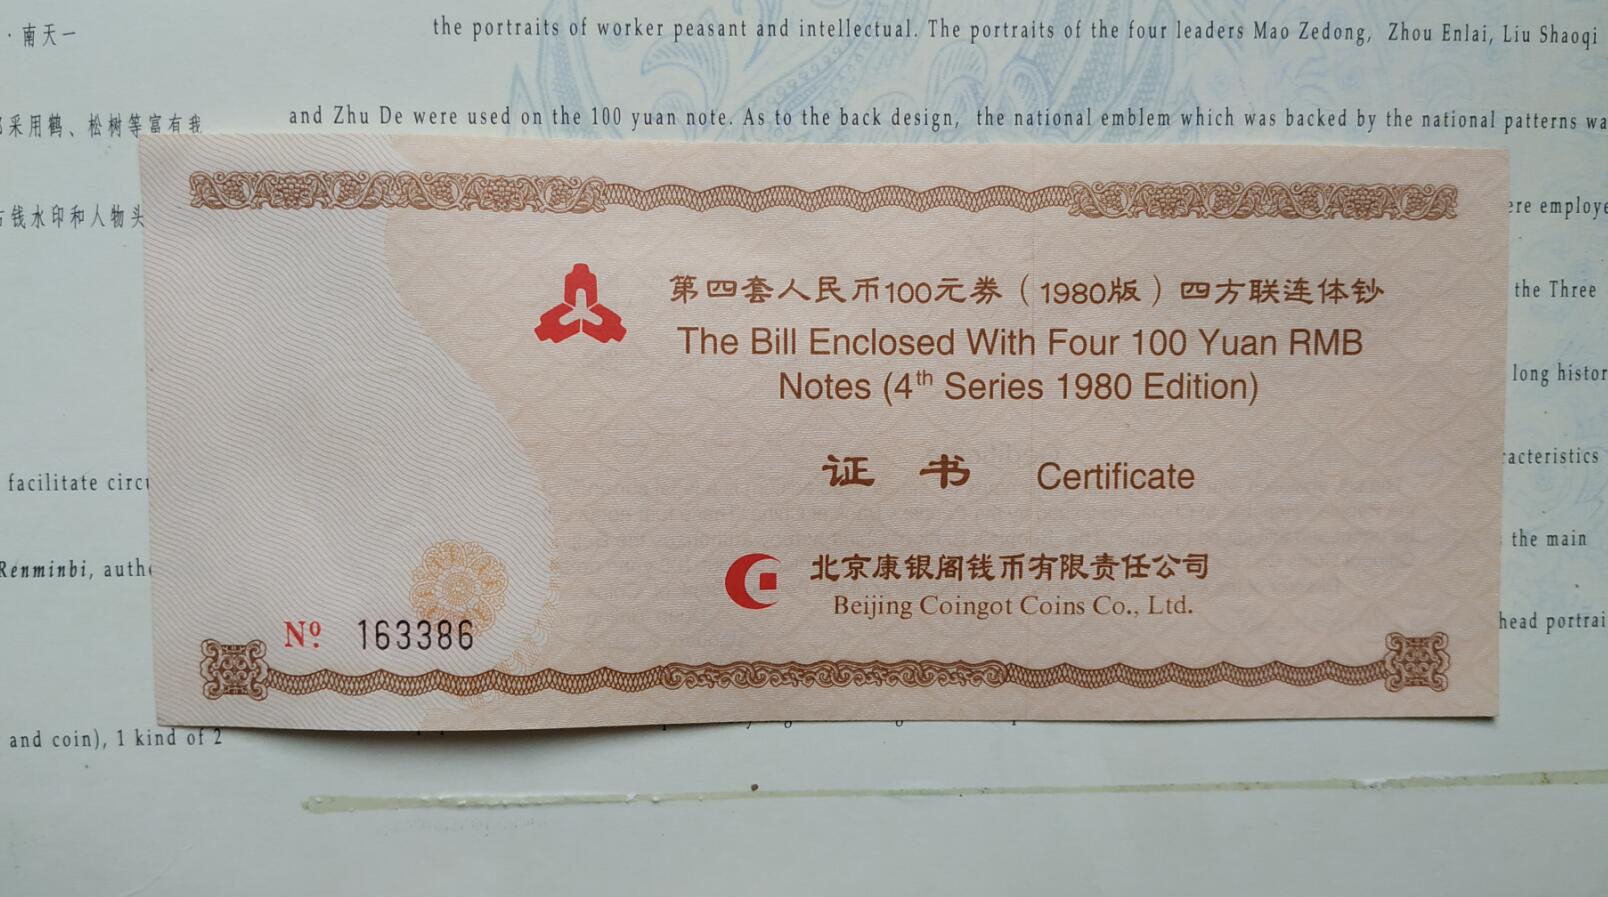 · 南天一
the portraits of worker peasant and intellectual. The portraits of the four leaders Mao Zedong, Zhou Enlai, Liu Shaoqi
采用鹤、松树等富有我
and Zhu De were used on the 100 yuan note. As to the back design, the national emblem which was backed by the national patterns wa
钱水印和人物头
ere employe
第四套人民币100元券（1980版）四方联连体钞
the Three
The Bill Enclosed With Four 100 Yuan RMB
Notes (4th Series 1980 Edition)
long histor
证 书 Certificate
facilitate circu
racteristics
the main
北京康银阁钱币有限责任公司
Renminbi, autho
Beijing Coingot Coins Co., Ltd.
head portrai
Nº 163386
and coin), 1 kind of 2